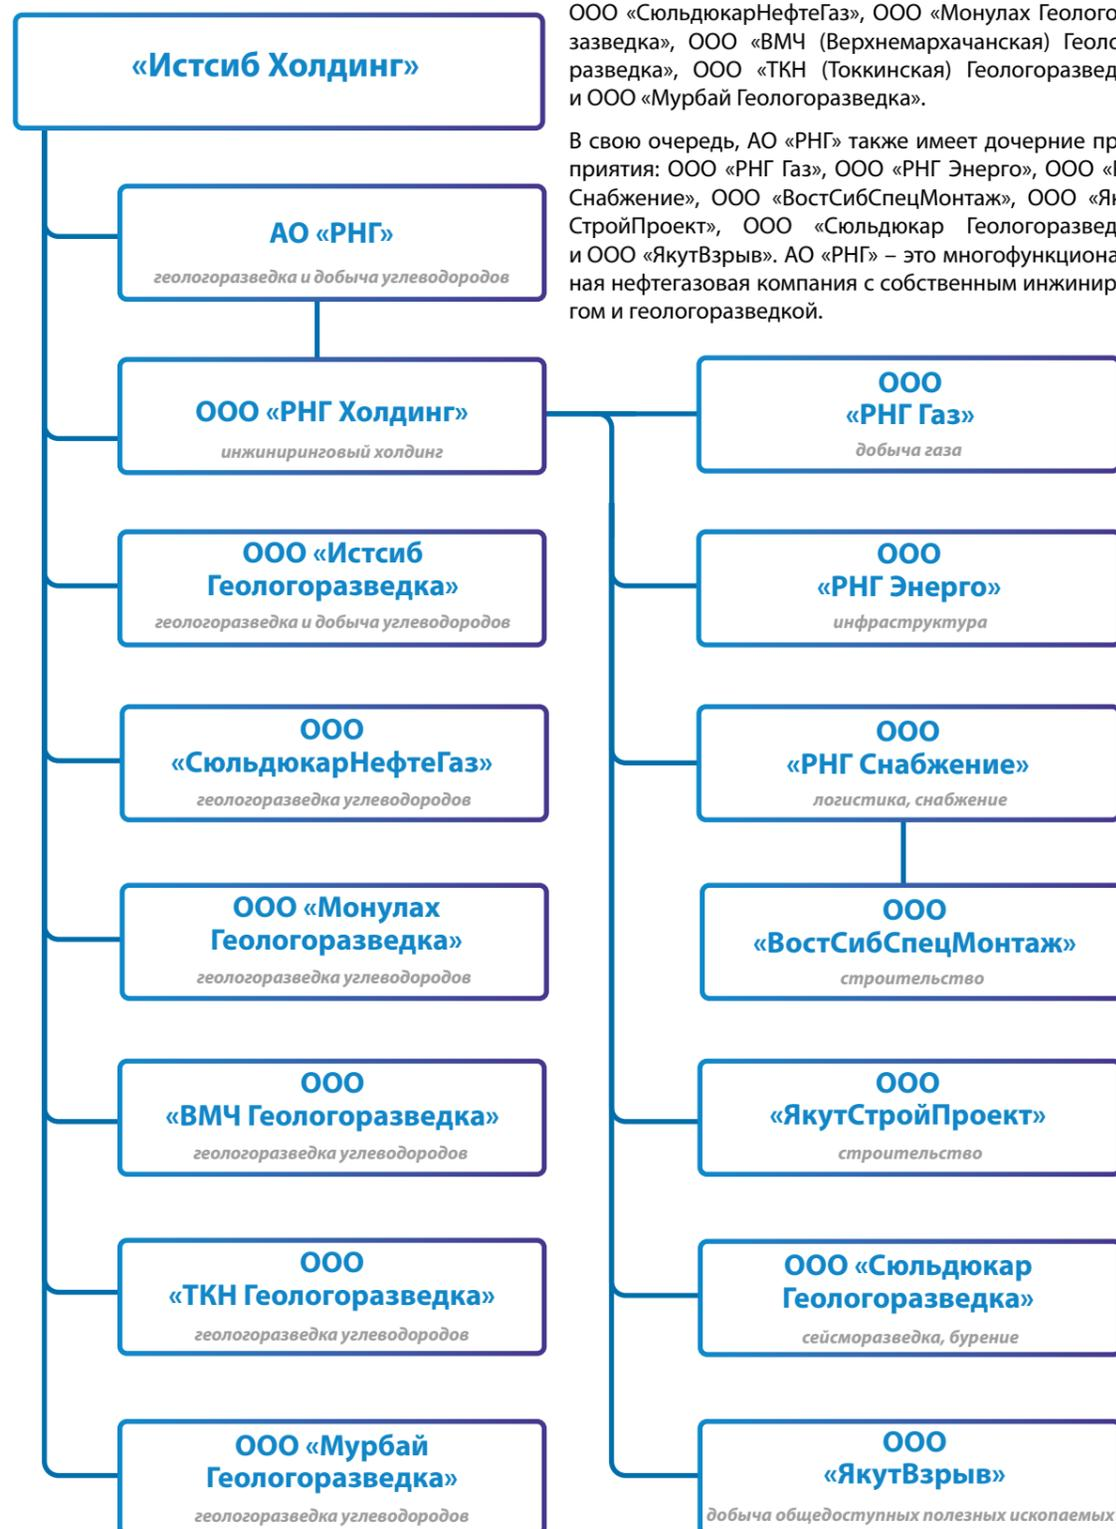 ООО «СюльдюкарНефтеГаз», ООО «Монулах Геолого
зазведка», ООО «ВМЧ (Верхнемархачанская) Геоло
разведка», ООО «ТКН (Токкинская) Геологоразвед
и ООО «Мурбай Геологоразведка».
В свою очередь, АО «РНГ» также имеет дочерние пр
приятия: ООО «РНГ Газ», ООО «РНГ Энерго», ООО
Снабжение», ООО «ВостСибСпецМонтаж», ООО «Як
СтройПроект», ООО «Сюльдюкар Геологоразвед
и ООО «ЯкутВзрыв». АО «РНГ» – это многофункциона
ная нефтегазовая компания с собственным инжинир
гом и геологоразведкой.
«Истсиб Холдинг»
АО «РНГ»
геологоразведка и добыча углеводородов
ООО «РНГ Холдинг»
инжиниринговый холдинг
ООО «Истсиб
Геологоразведка»
геологоразведка и добыча углеводородов
ООО
«СюльдюкарНефтеГаз»
геологоразведка углеводородов
ООО «Монулах
Геологоразведка»
геологоразведка углеводородов
ООО
«ВМЧ Геологоразведка»
геологоразведка углеводородов
ООО
«ТКН Геологоразведка»
геологоразведка углеводородов
ООО «Мурбай
Геологоразведка»
геологоразведка углеводородов
ООО
«РНГ Газ»
добыча газа
ООО
«РНГ Энерго»
инфраструктура
ООО
«РНГ Снабжение»
логистика, снабжение
ООО
«ВостСибСпецМонтаж»
строительство
ООО
«ЯкутСтройПроект»
строительство
ООО «Сюльдюкар
Геологоразведка»
сейсморазведка, бурение
ООО
«ЯкутВзрыв»
добыча общедоступных полезных ископаемых